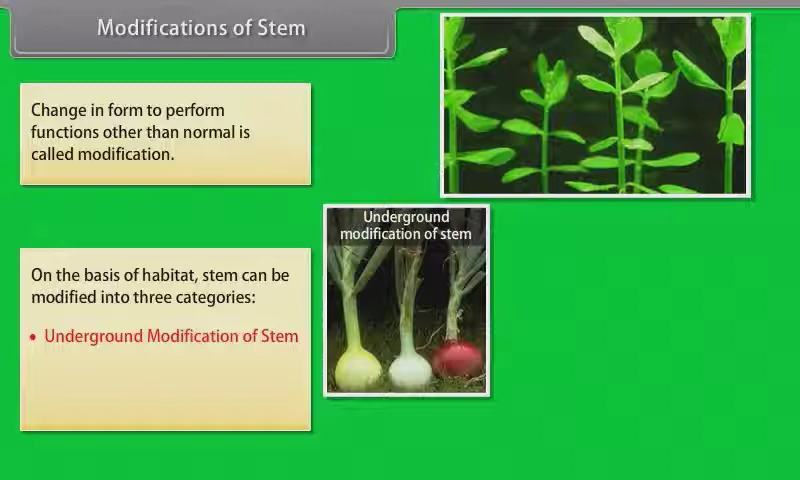 Modifications of Stem
Change in form to perform
functions other than normal is
called modification.
Underground
modification of stem
On the basis of habitat, stem can be
modified into three categories:
• Underground Modification of Stem